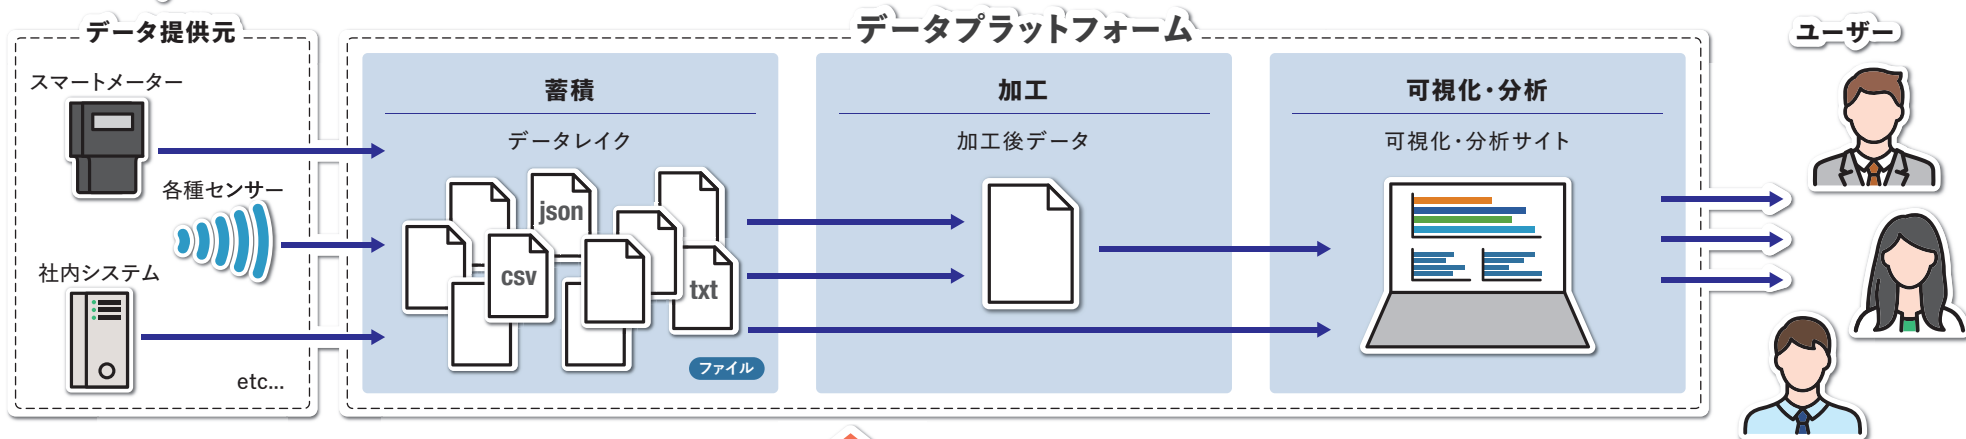 データ提供元
スマートメーター
各種センサー
社内システム
etc...
データプラットフォーム
蓄積
データレイク
json
csv
txt
ファイル
加工
加工後データ
可視化・分析
可視化・分析サイト
ユーザー